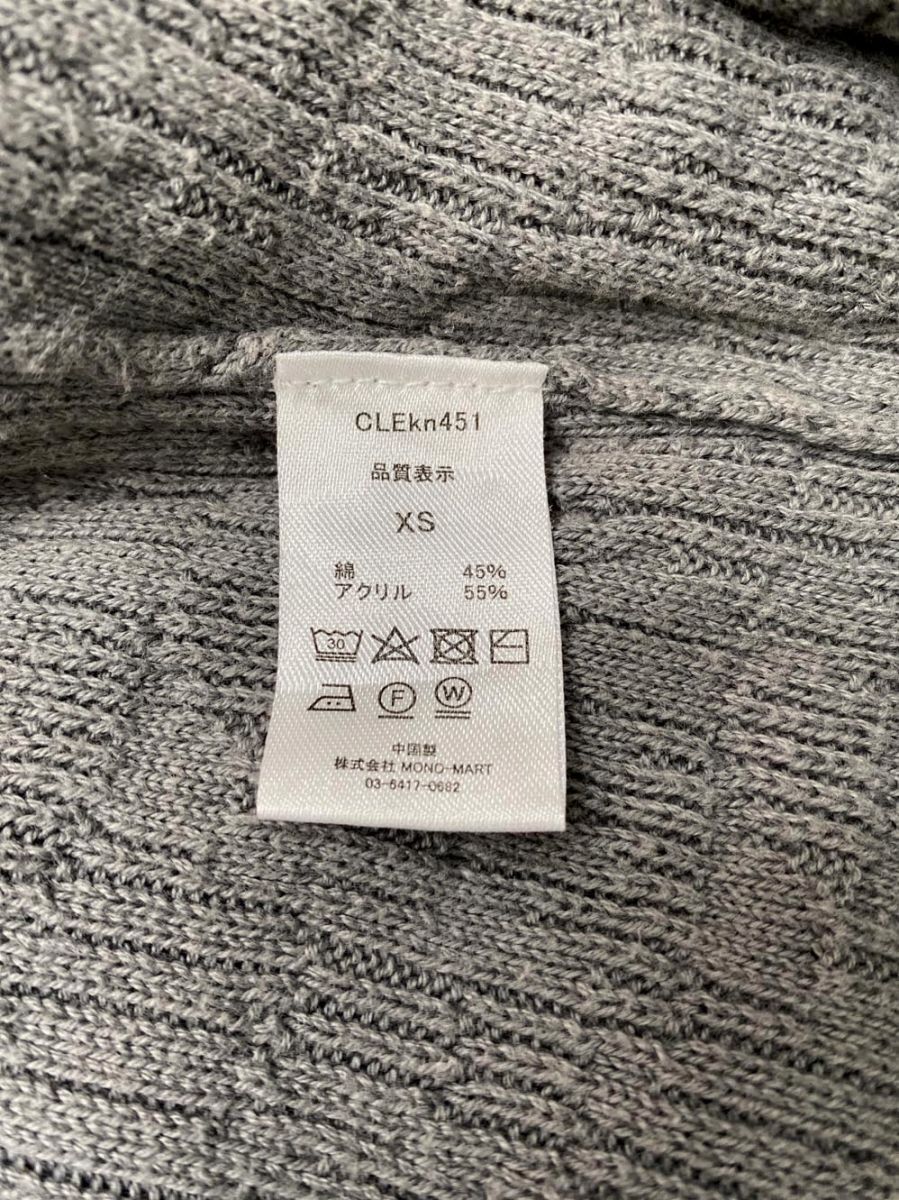 CLEkn451
品質表示
XS
綿 45%
アクリル 55%
30
F W
中国製
株式会社 MONO-MART
03-6417-0682